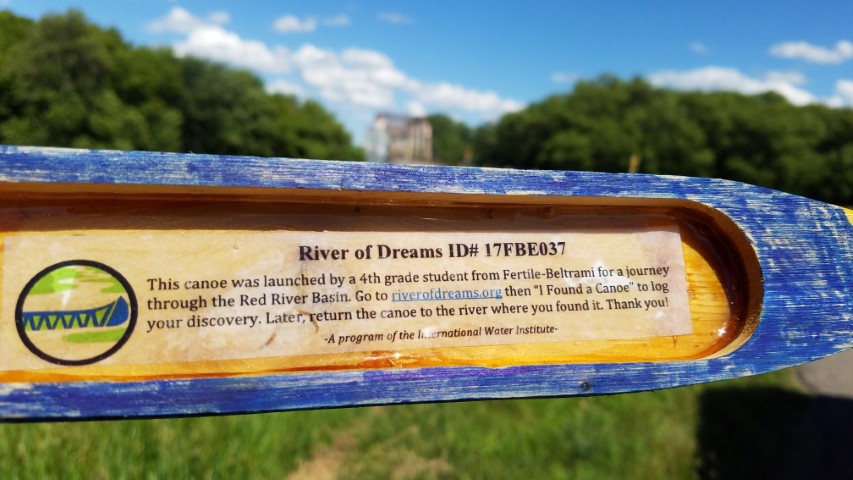 River of Dreams ID# 17FBE037
This canoe was launched by a 4th grade student from Fertile-Beltrami for a journey
through the Red River Basin. Go to riverofdreams.org then "I Found a Canoe" to log
your discovery. Later, return the canoe to the river where you found it. Thank you!
-A program of the International Water Institute-